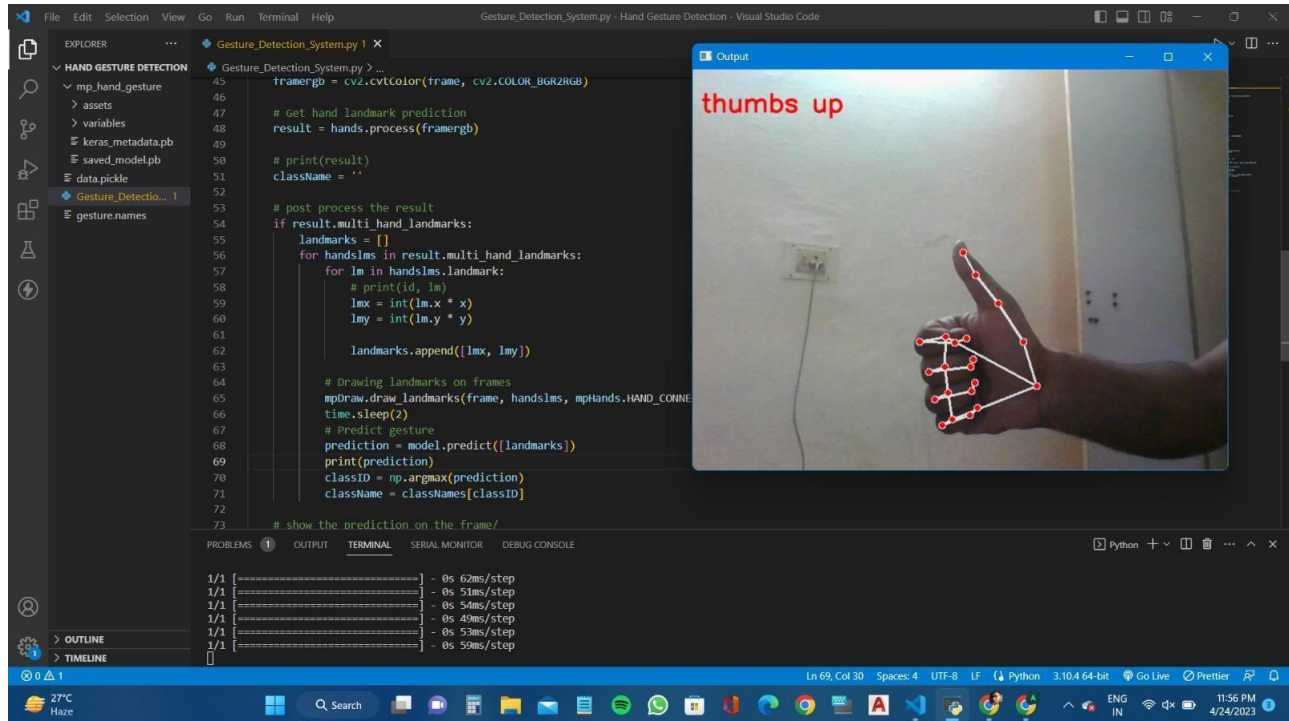 File Edit Selection View Go Run Terminal Help
Gesture_Detection_System.py - Hand Gesture Detection - Visual Studio Code
EXPLORER ...
HAND GESTURE DETECTION
mp_hand_gesture
assets
variables
keras_metadata.pb
saved_model.pb
data.pickle
Gesture_Detectio... 1
gesture.names
OUTLINE
TIMELINE
Gesture_Detection_System.py 1
Gesture_Detection_System.py > ...
45 framergb = cv2.cvtColor(frame, cv2.COLOR_BGR2RGB)
46
47 # Get hand landmark prediction
48 result = hands.process(framergb)
49
50 # print(result)
51 className = ''
52
53 # post process the result
54 if result.multi_hand_landmarks:
55 landmarks = []
56 for handslms in result.multi_hand_landmarks:
57 for lm in handslms.landmark:
58 # print(id, lm)
59 lmx = int(lm.x * x)
60 lmy = int(lm.y * y)
61
62 landmarks.append([lmx, lmy])
63
64 # Drawing landmarks on frames
65 mpDraw.draw_landmarks(frame, handslms, mpHands.HAND_CONNE
66 time.sleep(2)
67 # Predict gesture
68 prediction = model.predict([landmarks])
69 print(prediction)
70 classID = np.argmax(prediction)
71 className = classNames[classID]
72
73 # show the prediction on the frame/
Output
thumbs up
PROBLEMS 1 OUTPUT TERMINAL SERIAL MONITOR DEBUG CONSOLE
Python
1/1 [==============================] - 0s 62ms/step
1/1 [==============================] - 0s 51ms/step
1/1 [==============================] - 0s 54ms/step
1/1 [==============================] - 0s 49ms/step
1/1 [==============================] - 0s 53ms/step
1/1 [==============================] - 0s 59ms/step
0 1 Ln 69, Col 30 Spaces: 4 UTF-8 LF Python 3.10.4 64-bit Go Live Prettier
27°C
Haze
Search
ENG
IN
11:56 PM
4/24/2023
3